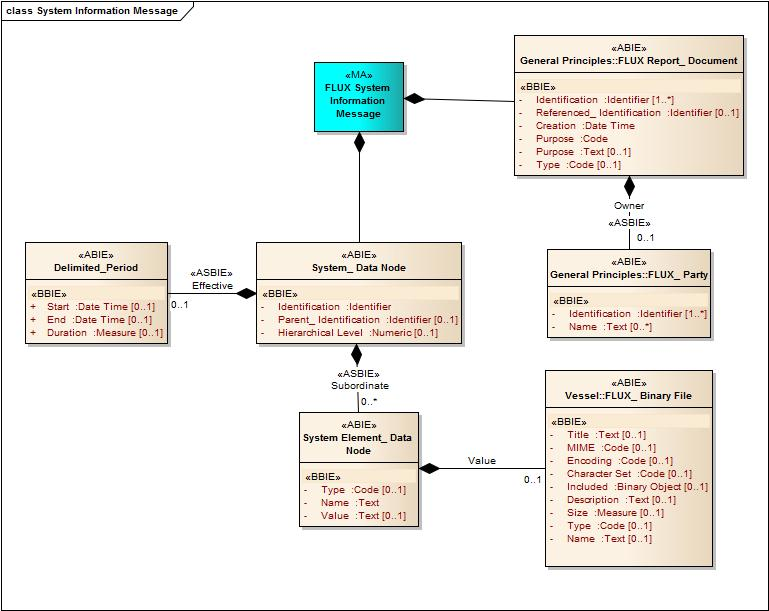 class System Information Message
«MA»
FLUX System
Information
Message
«ABIE»
General Principles::FLUX Report_ Document
«BBIE»
- Identification :Identifier [1..*]
- Referenced_ Identification :Identifier [0..1]
- Creation :Date Time
- Purpose :Code
- Purpose :Text [0..1]
- Type :Code [0..1]
Owner
«ASBIE»
0..1
«ABIE»
General Principles::FLUX_ Party
«BBIE»
- Identification :Identifier [1..*]
- Name :Text [0..*]
«ABIE»
Delimited_Period
«BBIE»
+ Start :Date Time [0..1]
+ End :Date Time [0..1]
+ Duration :Measure [0..1]
«ASBIE»
Effective
0..1
«ABIE»
System_ Data Node
«BBIE»
- Identification :Identifier
- Parent_ Identification :Identifier [0..1]
- Hierarchical Level :Numeric [0..1]
«ASBIE»
Subordinate
0..*
«ABIE»
System Element_ Data
Node
«BBIE»
- Type :Code [0..1]
- Name :Text
- Value :Text [0..1]
Value
0..1
«ABIE»
Vessel::FLUX_ Binary File
«BBIE»
- Title :Text [0..1]
- MIME :Code [0..1]
- Encoding :Code [0..1]
- Character Set :Code [0..1]
- Included :Binary Object [0..1]
- Description :Text [0..1]
- Size :Measure [0..1]
- Type :Code [0..1]
- Name :Text [0..1]